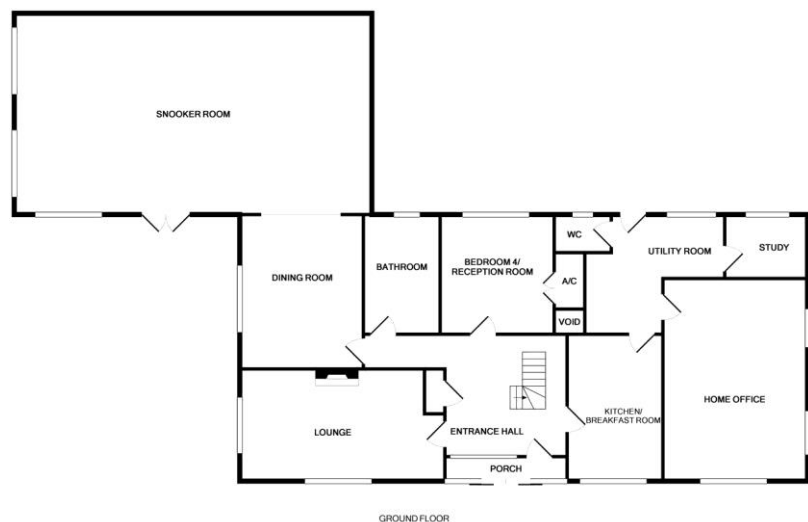 SNOOKER ROOM
WC
UTILITY ROOM
STUDY
DINING ROOM
BATHROOM
BEDROOM 4/
RECEPTION ROOM
A/C
VOID
LOUNGE
ENTRANCE HALL
KITCHEN/
BREAKFAST ROOM
HOME OFFICE
PORCH
GROUND FLOOR